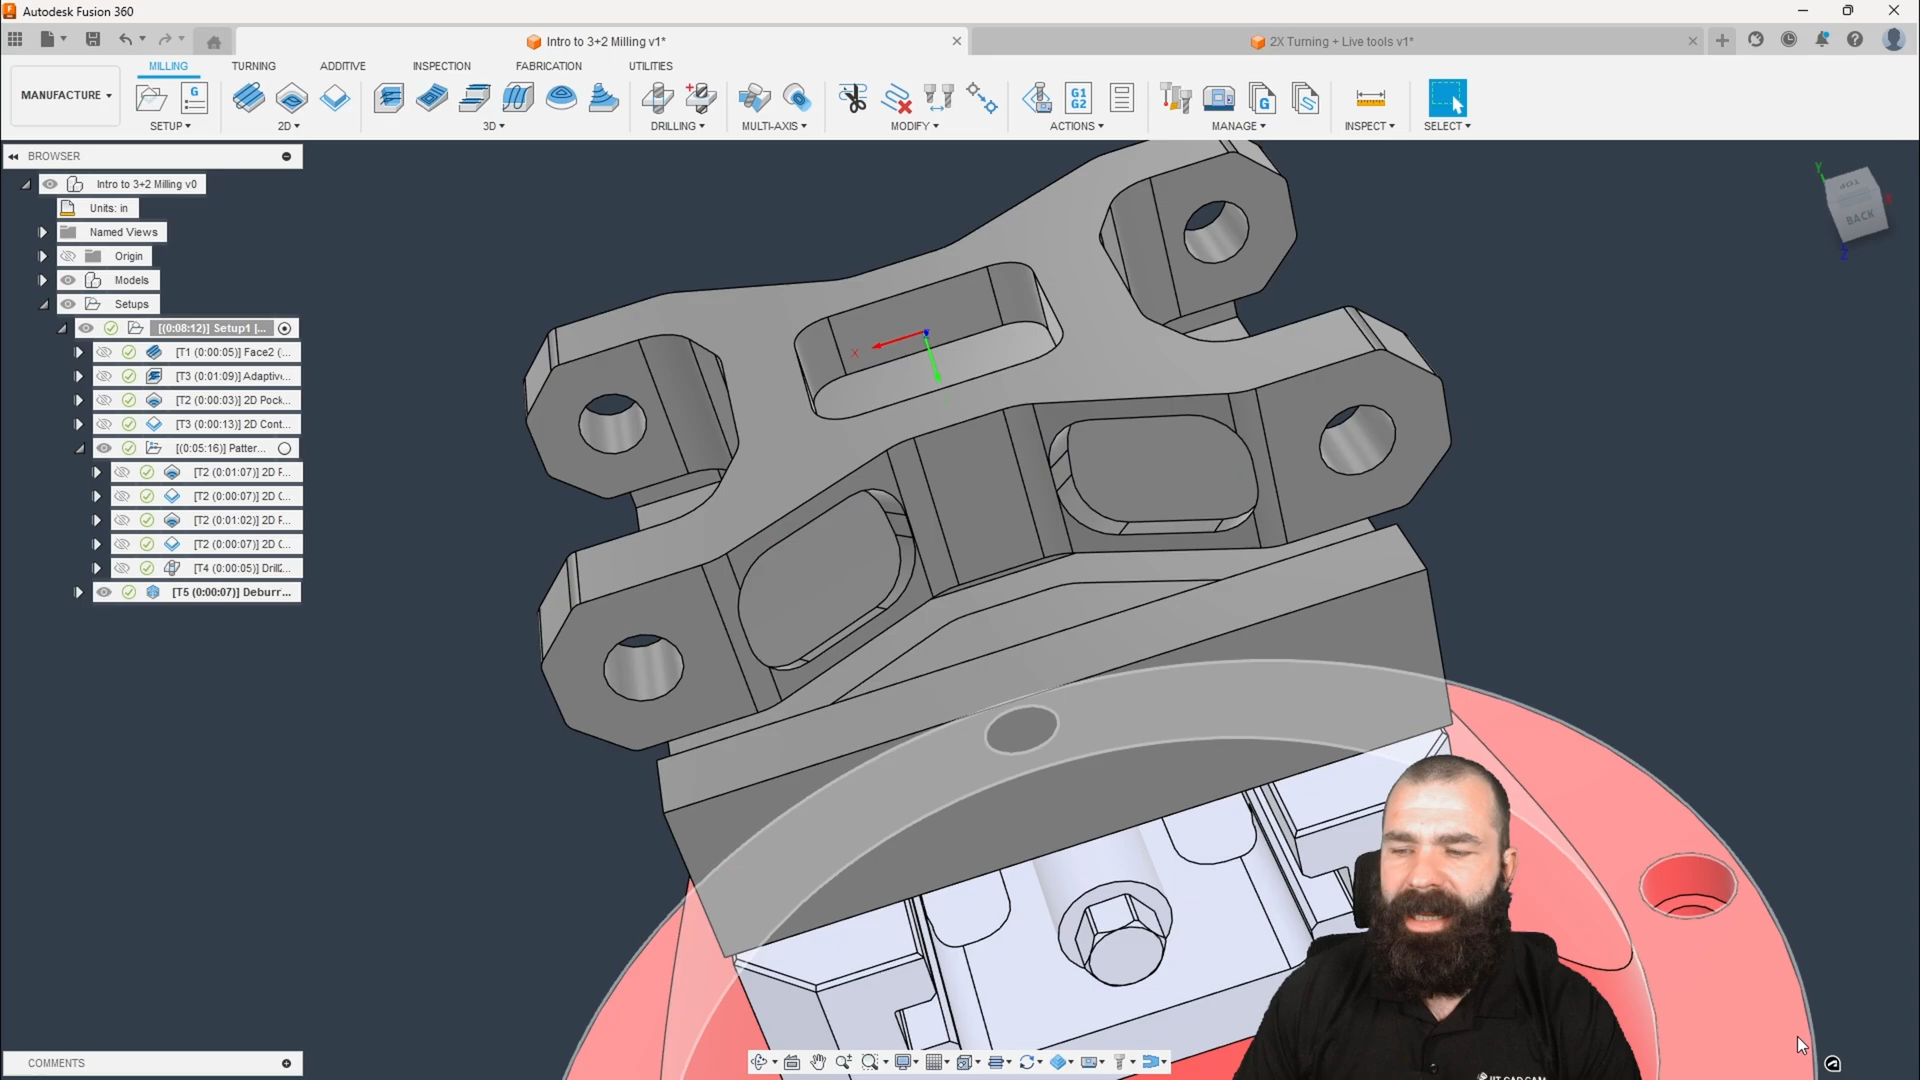 Autodesk Fusion 360
Intro to 3+2 Milling v1*
2X Turning + Live tools v1*
MILLING
TURNING
ADDITIVE
INSPECTION
FABRICATION
UTILITIES
MANUFACTURE
SETUP
2D
3D
DRILLING
MULTI-AXIS
MODIFY
ACTIONS
MANAGE
INSPECT
SELECT
G1
G2
BROWSER
Intro to 3+2 Milling v0
Units: in
Named Views
Origin
Models
Setups
[(0:08:12)] Setup1 [...
[T1 (0:00:05)] Face2 (...
[T3 (0:01:09)] Adaptiv...
[T2 (0:00:03)] 2D Pock...
[T3 (0:00:13)] 2D Cont...
[(0:05:16)] Patter...
[T2 (0:01:07)] 2D F...
[T2 (0:00:07)] 2D C...
[T2 (0:01:02)] 2D F...
[T2 (0:00:07)] 2D C...
[T4 (0:00:05)] Drill2...
[T5 (0:00:07)] Deburr...
X
Y
TOP
X
BACK
Z
COMMENTS